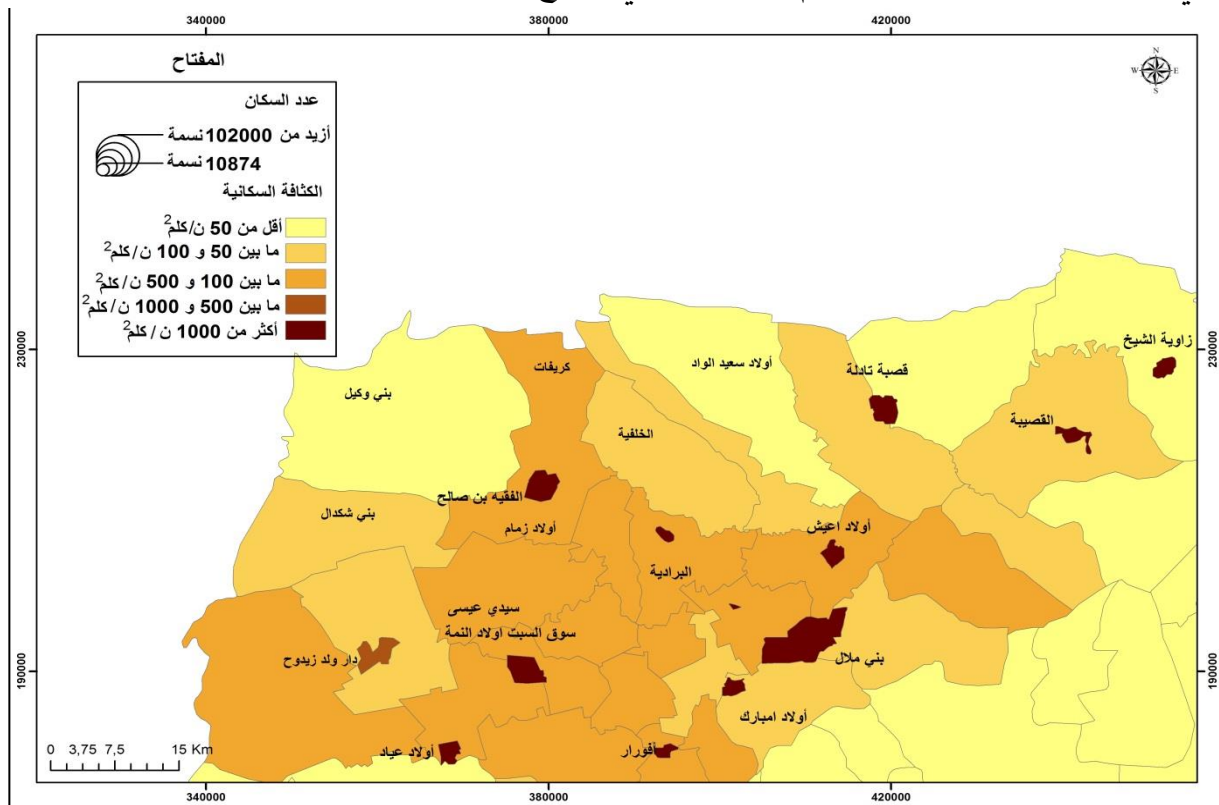 340000
380000
420000
المفتاح
عدد السكان
أزيد من 102000 نسمة
10874 نسمة
الكثافة السكانية
أقل من 50 ن/كلم²
ما بين 50 و 100 ن/كلم²
ما بين 100 و 500 ن/كلم²
ما بين 500 و 1000 ن/كلم²
أكثر من 1000 ن/كلم²
N
W E
S
230000
230000
زاوية الشيخ
قصبة تادلة
أولاد سعيد الواد
كريفات
بني وكيل
القصيبة
الخلفية
الفقيه بن صالح
بني شكدال
أولاد زمام
أولاد اعيش
البرادية
سيدي عيسى
سوق السبت اولاد النمة
دار ولد زيدوح
بني ملال
190000
190000
أولاد امبارك
أولاد عياد
أفورار
0 3,75 7,5 15 Km
340000
380000
420000